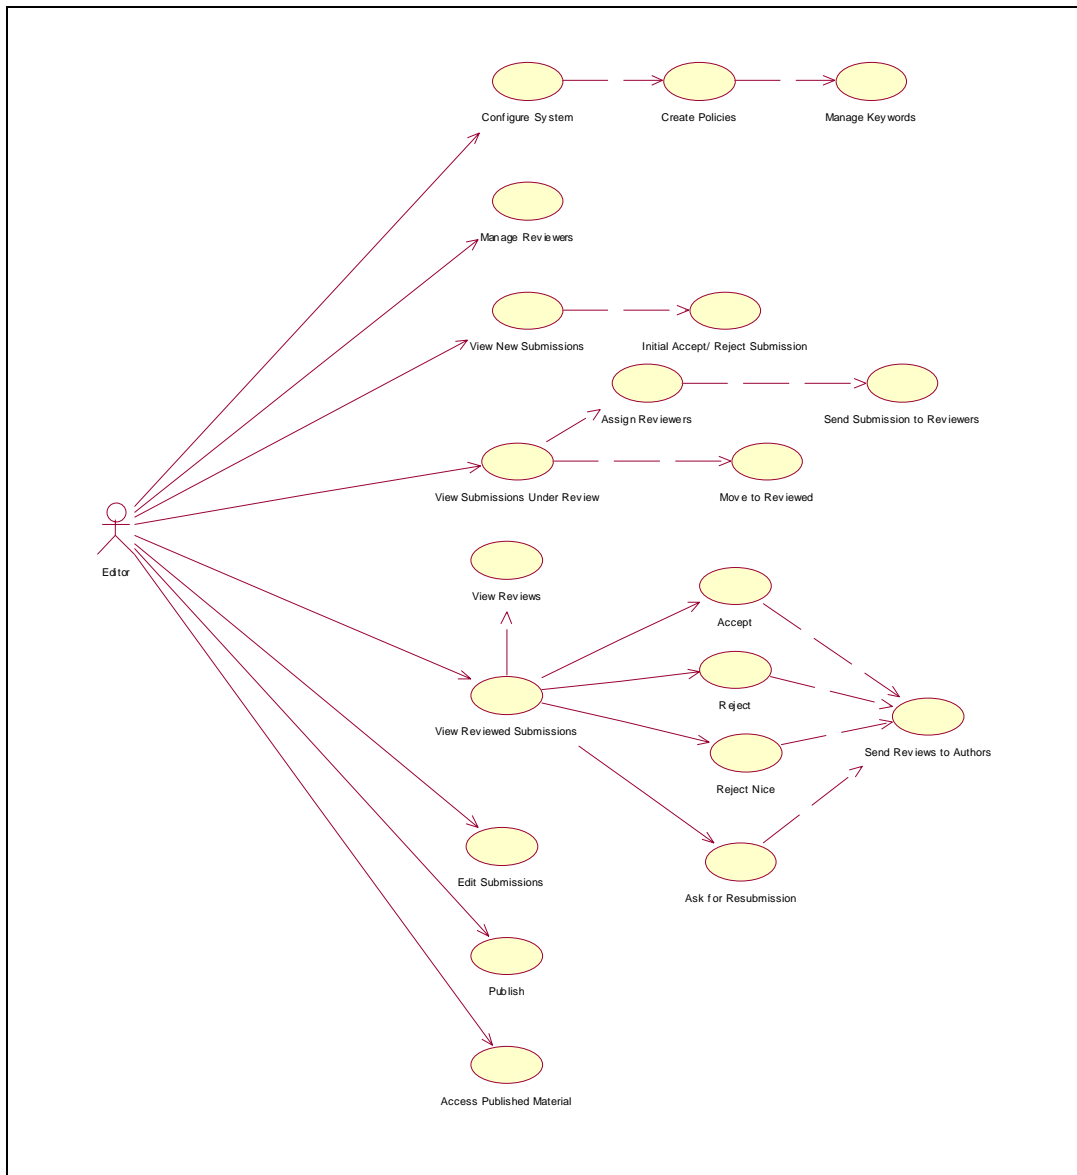 Configure System
Create Policies
Manage Keywords
Manage Reviewers
View New Submissions
Initial Accept/ Reject Submission
Assign Reviewers
Send Submission to Reviewers
View Submissions Under Review
Move to Reviewed
Editor
View Reviews
Accept
Reject
View Reviewed Submissions
Send Reviews to Authors
Reject Nice
Edit Submissions
Ask for Resubmission
Publish
Access Published Material